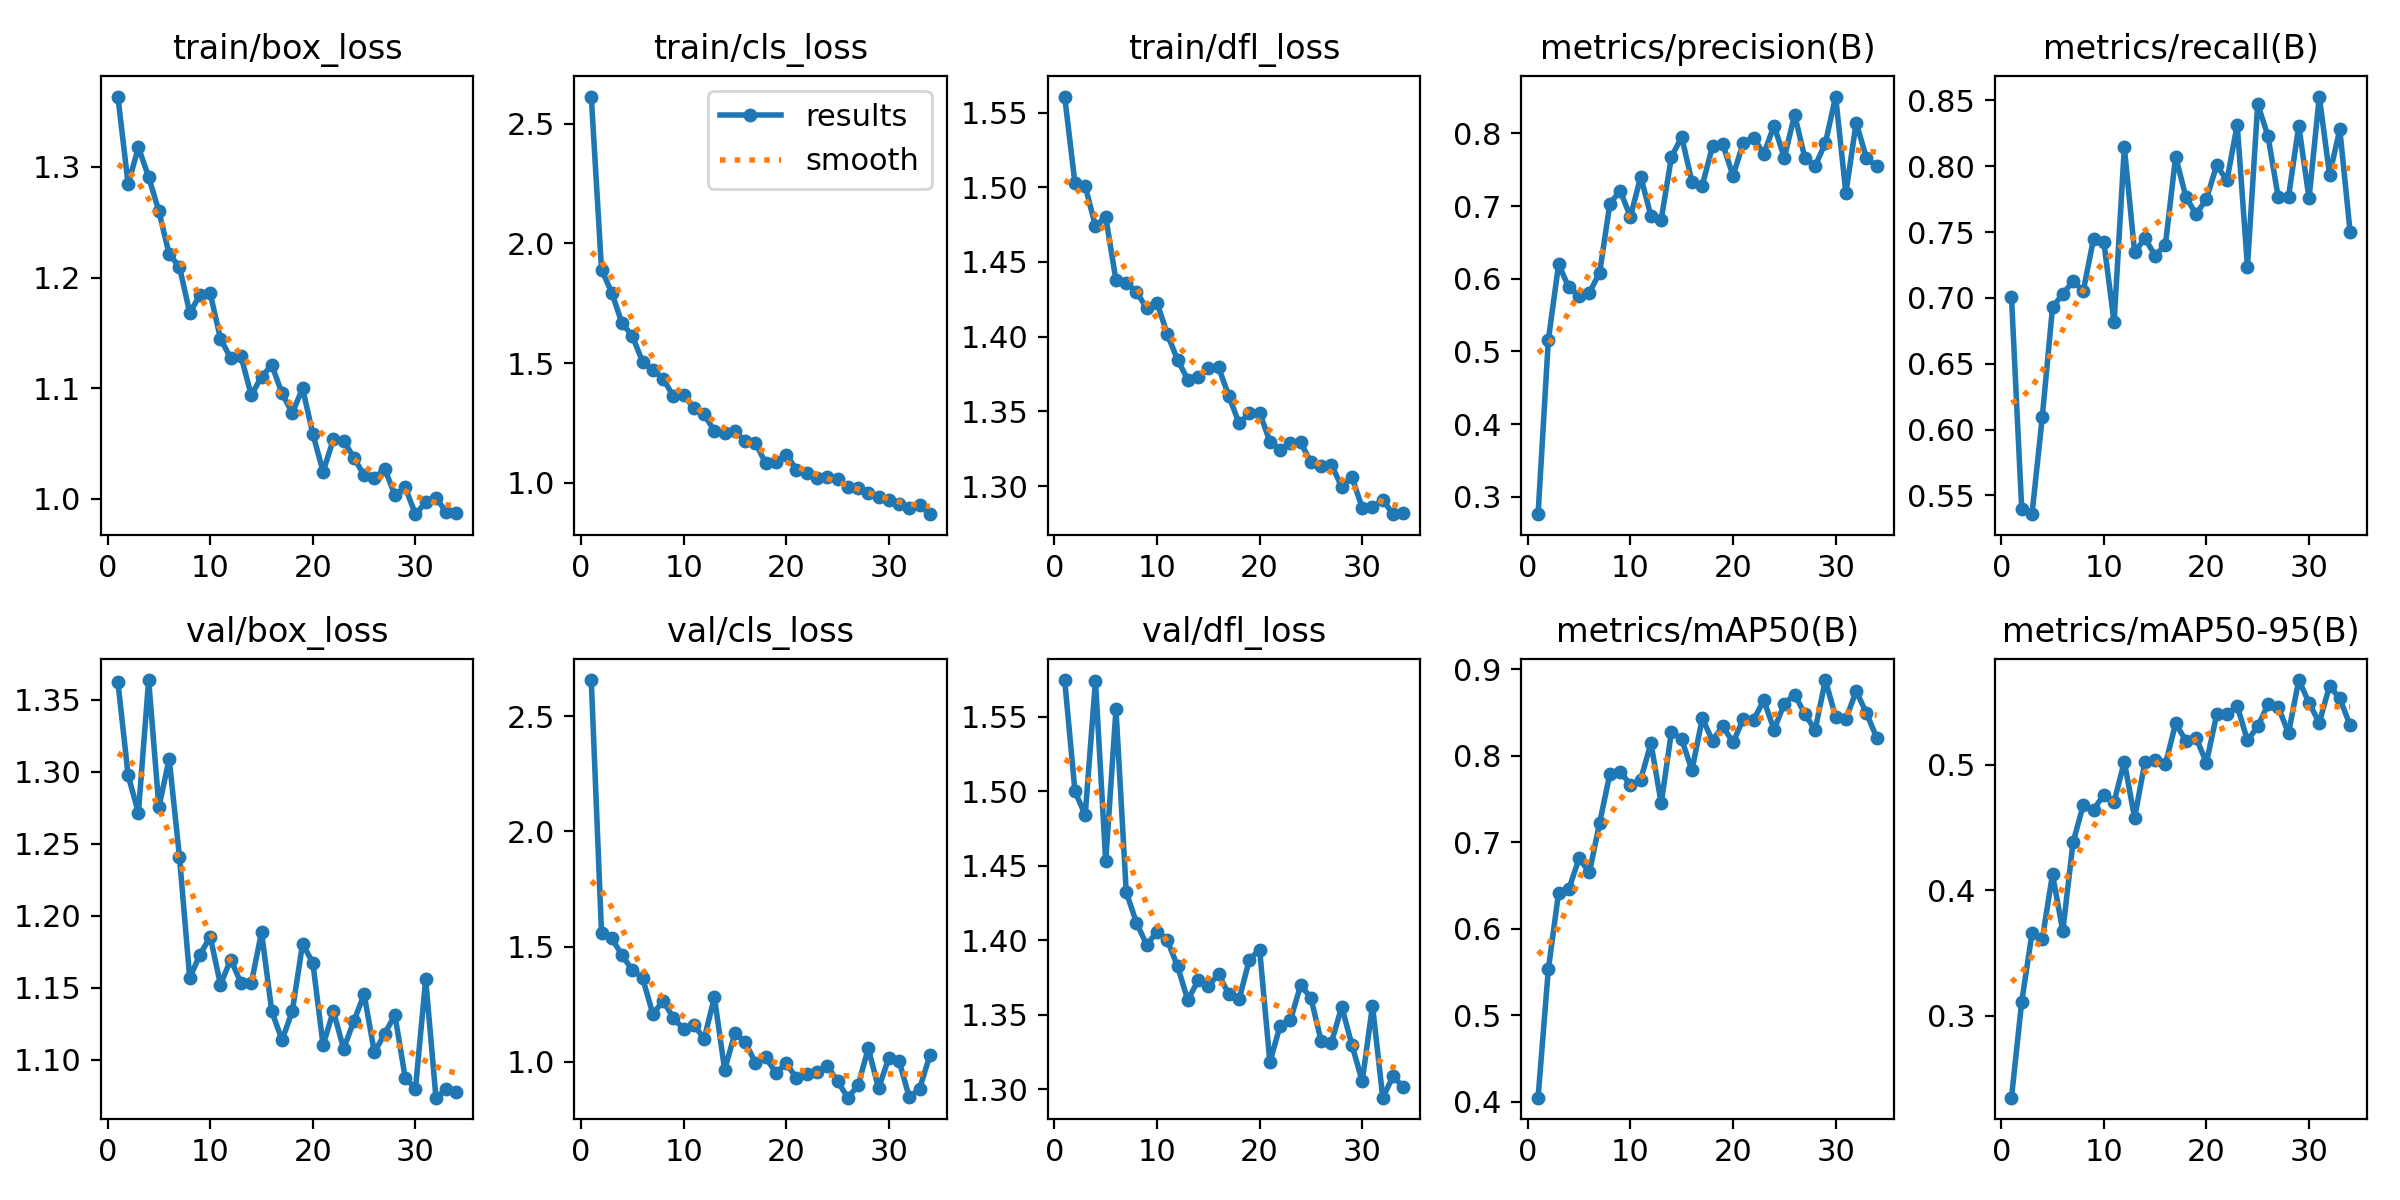 train/box_loss
1.3
1.2
1.1
1.0
0 10 20 30
train/cls_loss
results
smooth
2.5
2.0
1.5
1.0
0 10 20 30
train/dfl_loss
1.55
1.50
1.45
1.40
1.35
1.30
0 10 20 30
metrics/precision(B)
0.8
0.7
0.6
0.5
0.4
0.3
0 10 20 30
metrics/recall(B)
0.85
0.80
0.75
0.70
0.65
0.60
0.55
0 10 20 30
val/box_loss
1.35
1.30
1.25
1.20
1.15
1.10
0 10 20 30
val/cls_loss
2.5
2.0
1.5
1.0
0 10 20 30
val/dfl_loss
1.55
1.50
1.45
1.40
1.35
1.30
0 10 20 30
metrics/mAP50(B)
0.9
0.8
0.7
0.6
0.5
0.4
0 10 20 30
metrics/mAP50-95(B)
0.5
0.4
0.3
0 10 20 30